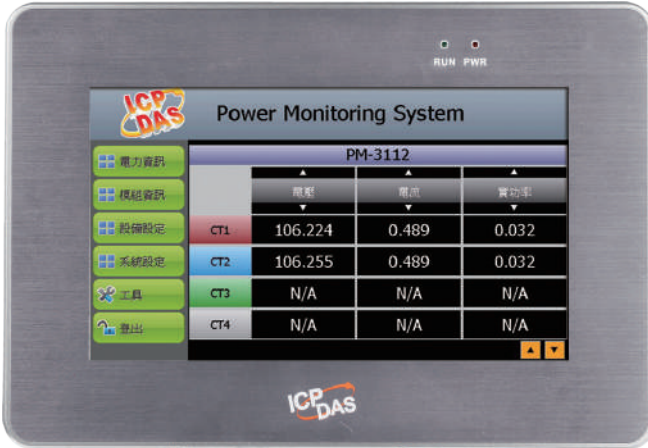 RUN PWR
ICP DAS
Power Monitoring System
電力資訊
PM-3112
模組資訊
電壓 電流 實功率
設備設定
CT1 106.224 0.489 0.032
系統設定
CT2 106.255 0.489 0.032
工具
CT3 N/A N/A N/A
登出
CT4 N/A N/A N/A
ICP DAS